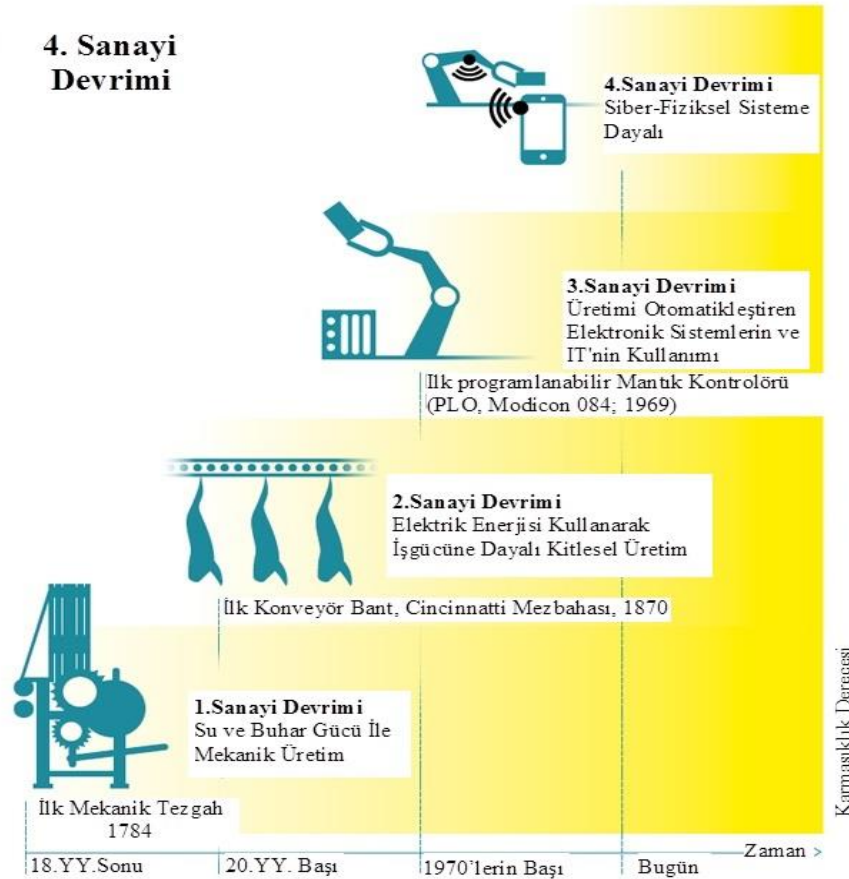 4. Sanayi
Devrimi
4.Sanayi Devrimi
Siber-Fiziksel Sisteme
Dayalı
3.Sanayi Devrimi
Üretimi Otomatikleştiren
Elektronik Sistemlerin ve
IT'nin Kullanımı
İlk programlanabilir Mantık Kontrolörü
(PLO, Modicon 084; 1969)
2.Sanayi Devrimi
Elektrik Enerjisi Kullanarak
İşgücüne Dayalı Kitlesel Üretim
İlk Konveyör Bant, Cincinnatti Mezbahası, 1870
1.Sanayi Devrimi
Su ve Buhar Gücü İle
Mekanik Üretim
İlk Mekanik Tezgah
1784
Karmaşıklık Derecesi
Zaman >
18.YY.Sonu
20.YY. Başı
1970'lerin Başı
Bugün